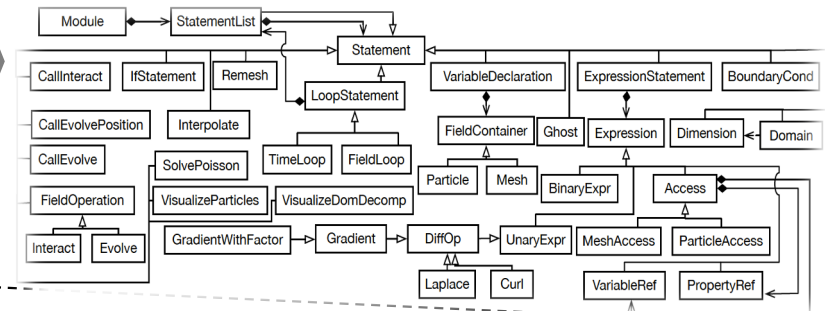 Module
StatementList
Statement
CallInteract
IfStatement
Remesh
VariableDeclaration
ExpressionStatement
BoundaryCond
LoopStatement
CallEvolvePosition
Interpolate
FieldContainer
Ghost
Expression
Dimension
Domain
CallEvolve
SolvePoisson
TimeLoop
FieldLoop
Particle
Mesh
BinaryExpr
Access
FieldOperation
VisualizeParticles
VisualizeDomDecomp
Interact
Evolve
GradientWithFactor
Gradient
DiffOp
UnaryExpr
MeshAccess
ParticleAccess
Laplace
Curl
VariableRef
PropertyRef